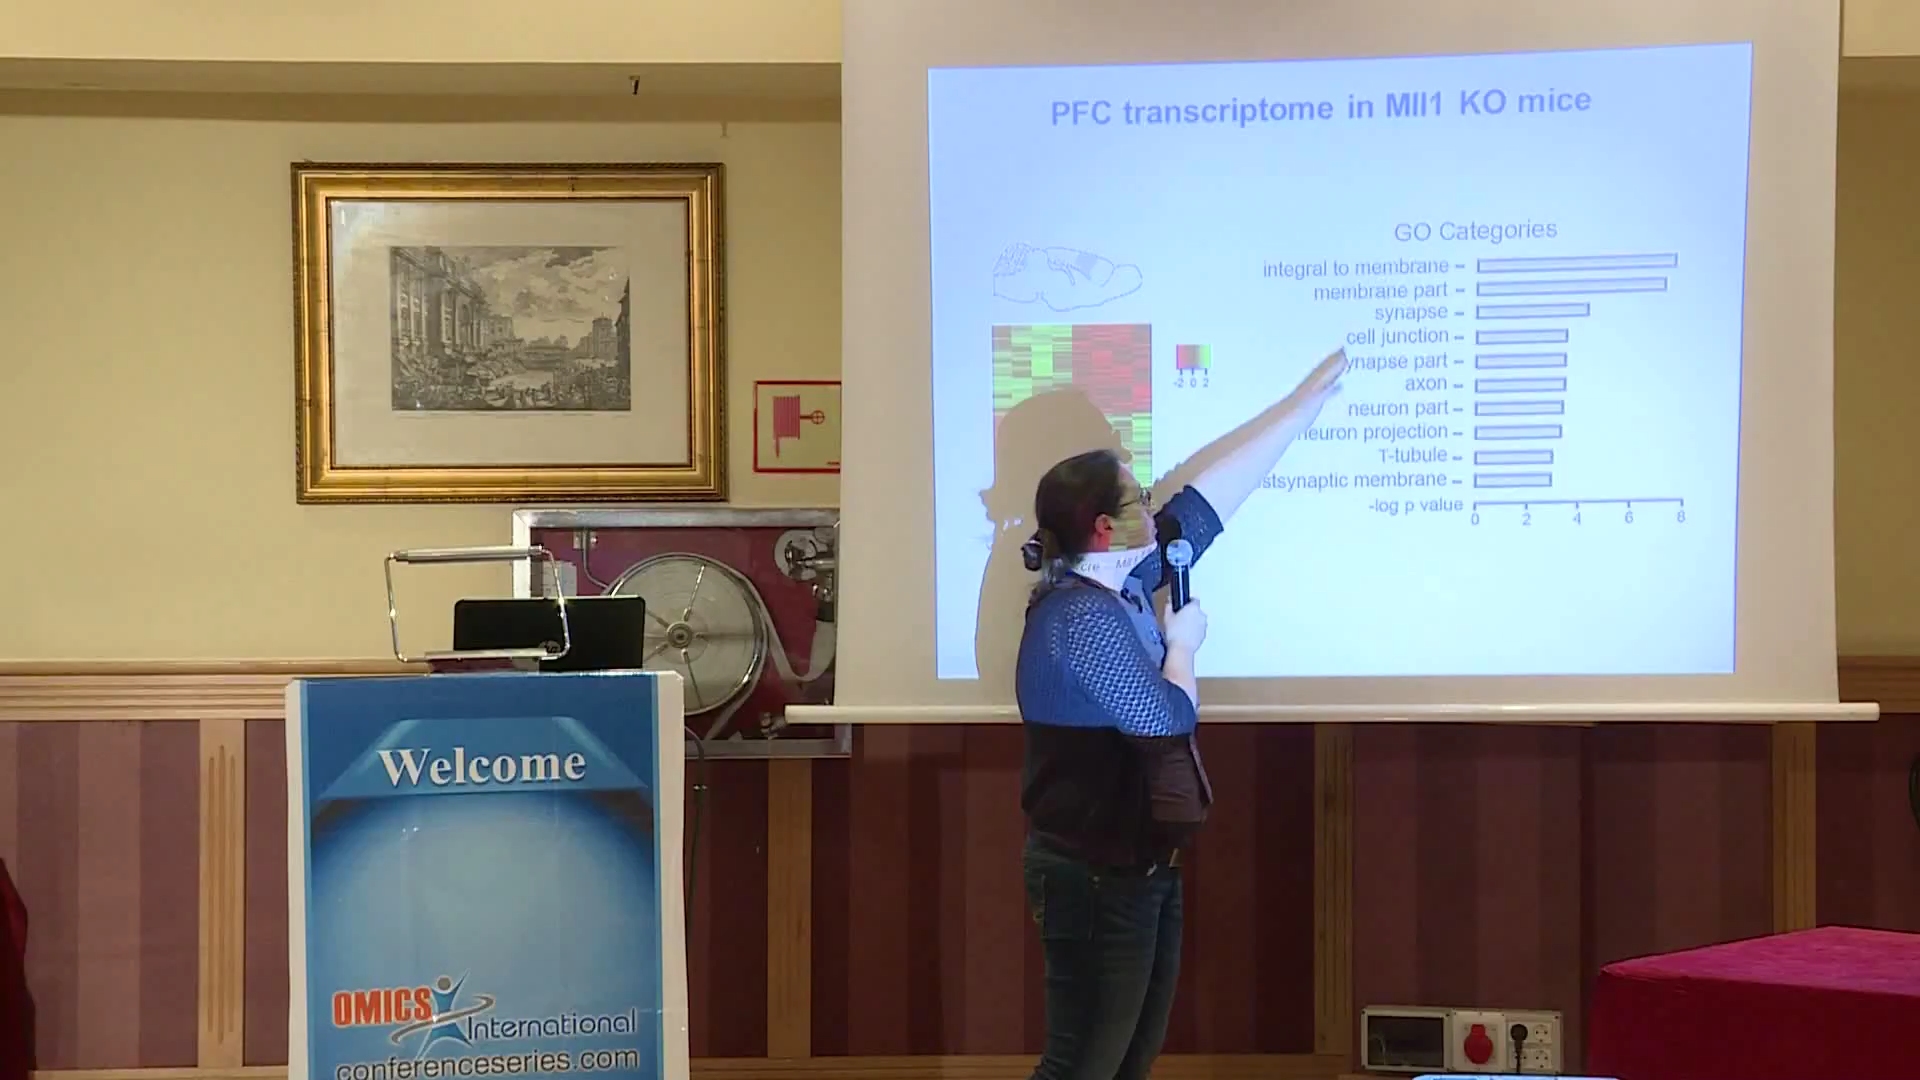 PFC transcriptome in Mll1 KO mice
GO Categories
integral to membrane
membrane part
synapse
cell junction
ynapse part
axon
neuron part
neuron projection
T-tubule
stsynaptic membrane
-log p value
0 2 4 6 8
-2 0 2
cre
Mll1
Welcome
OMICS
International
conferenceseries.com